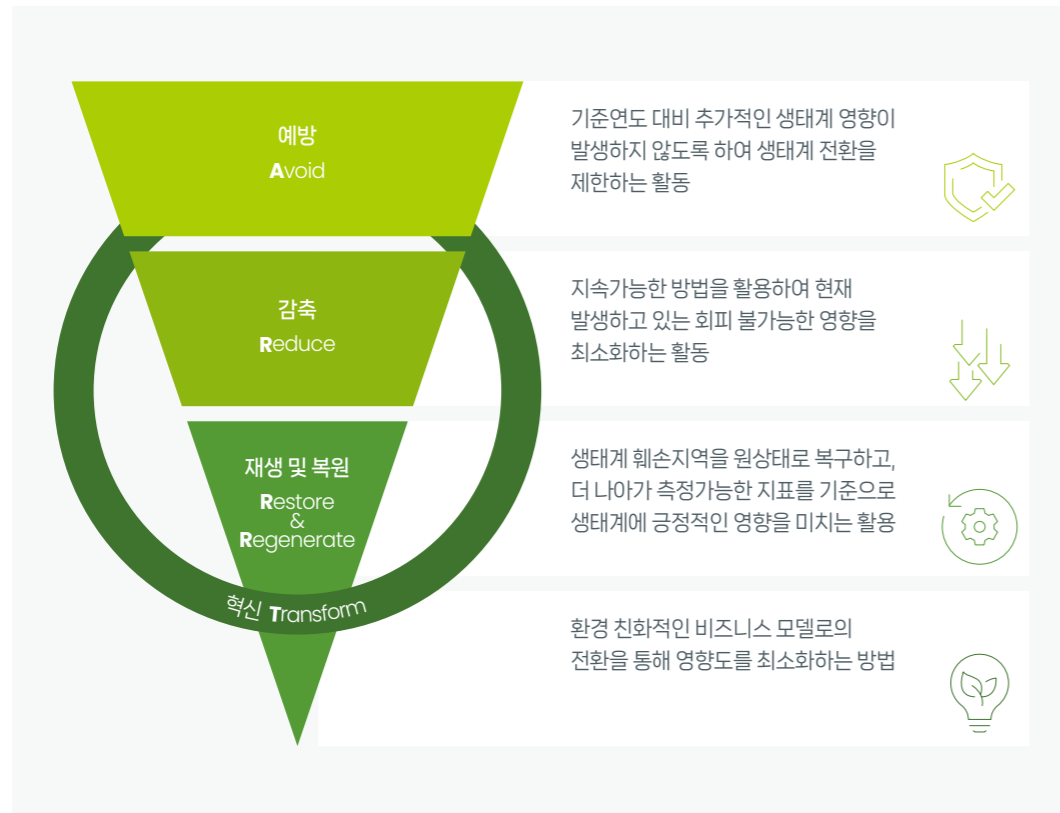 예방
Avoid
기준연도 대비 추가적인 생태계 영향이
발생하지 않도록 하여 생태계 전환을
제한하는 활동
감축
Reduce
지속가능한 방법을 활용하여 현재
발생하고 있는 회피 불가능한 영향을
최소화하는 활동
재생 및 복원
Restore
&
Regenerate
생태계 훼손지역을 원상태로 복구하고,
더 나아가 측정가능한 지표를 기준으로
생태계에 긍정적인 영향을 미치는 활용
혁신 Transform
환경 친화적인 비즈니스 모델로의
전환을 통해 영향도를 최소화하는 방법